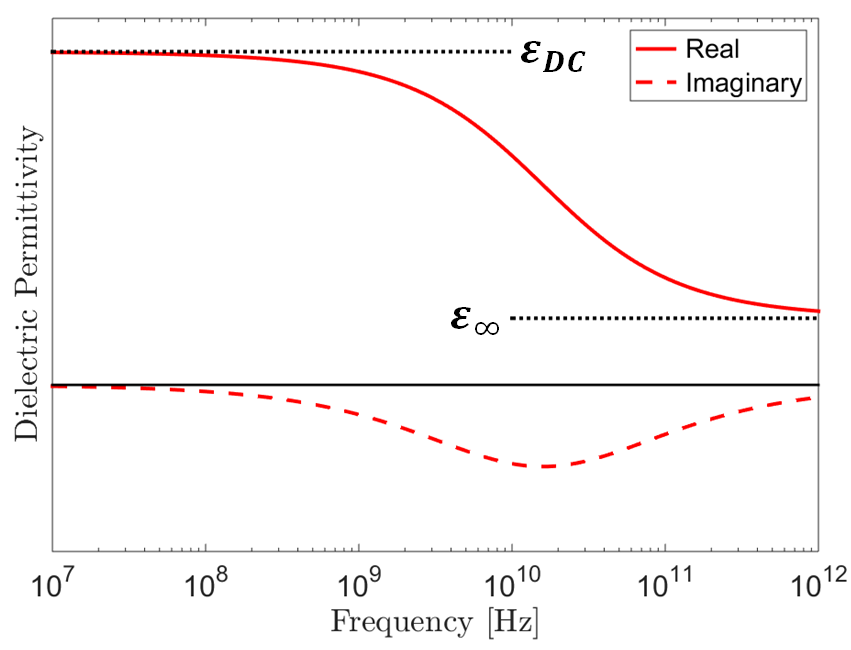 ε_DC
Real
Imaginary
ε_∞
Dielectric Permittivity
10^7 10^8 10^9 10^10 10^11 10^12
Frequency [Hz]